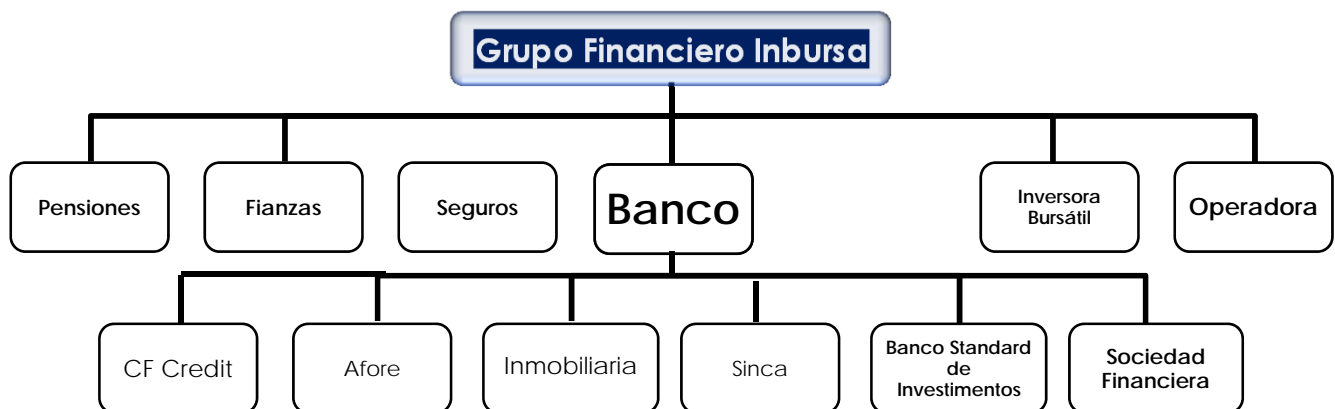 Grupo Financiero Inbursa
Pensiones
Fianzas
Seguros
Banco
Inversora
Bursátil
Operadora
CF Credit
Afore
Inmobiliaria
Sinca
Banco Standard
de
Investimentos
Sociedad
Financiera